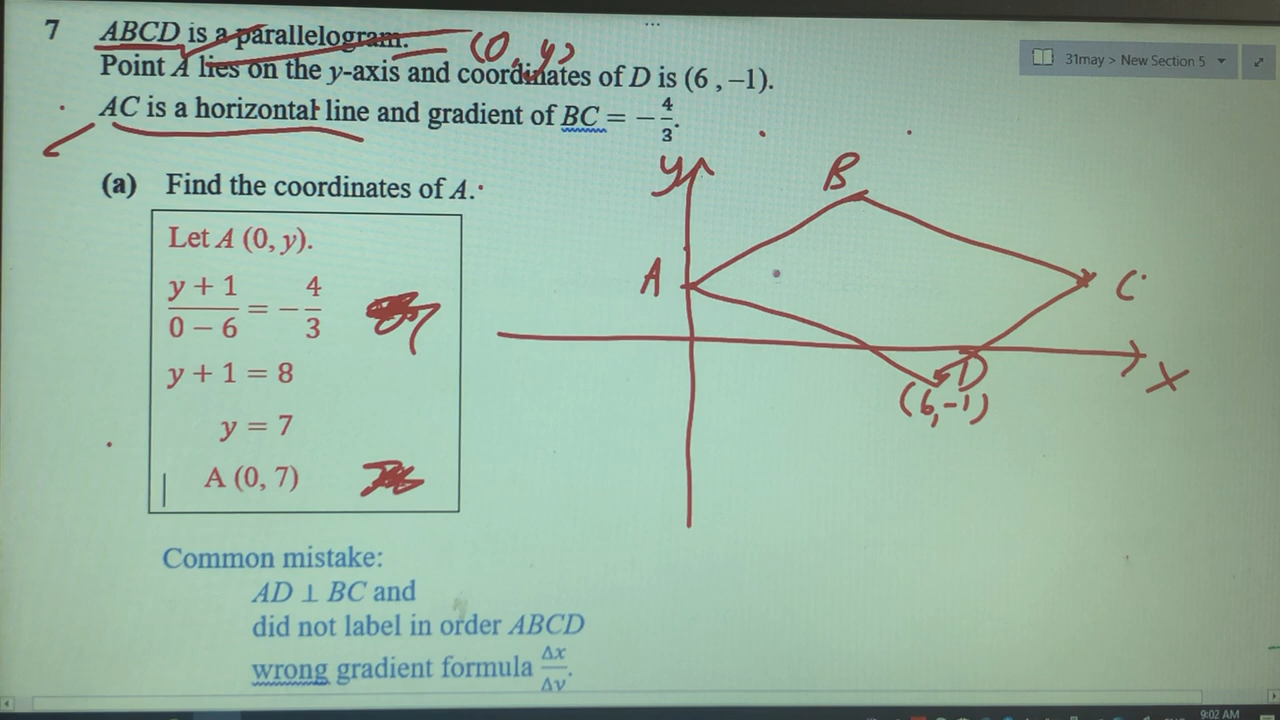 7 ABCD is a parallelogram.
(0, y)
Point A lies on the y-axis and coordinates of D is (6 , –1).
AC is a horizontal line and gradient of BC = – 4/3.
31may > New Section 5
(a) Find the coordinates of A.
Let A (0, y).
y + 1 / 0 – 6 = – 4/3
y + 1 = 8
y = 7
A (0, 7)
y
B
A
C
D
(6, -1)
X
Common mistake:
AD ⊥ BC and
did not label in order ABCD
wrong gradient formula Δx/Δy.
9:02 AM